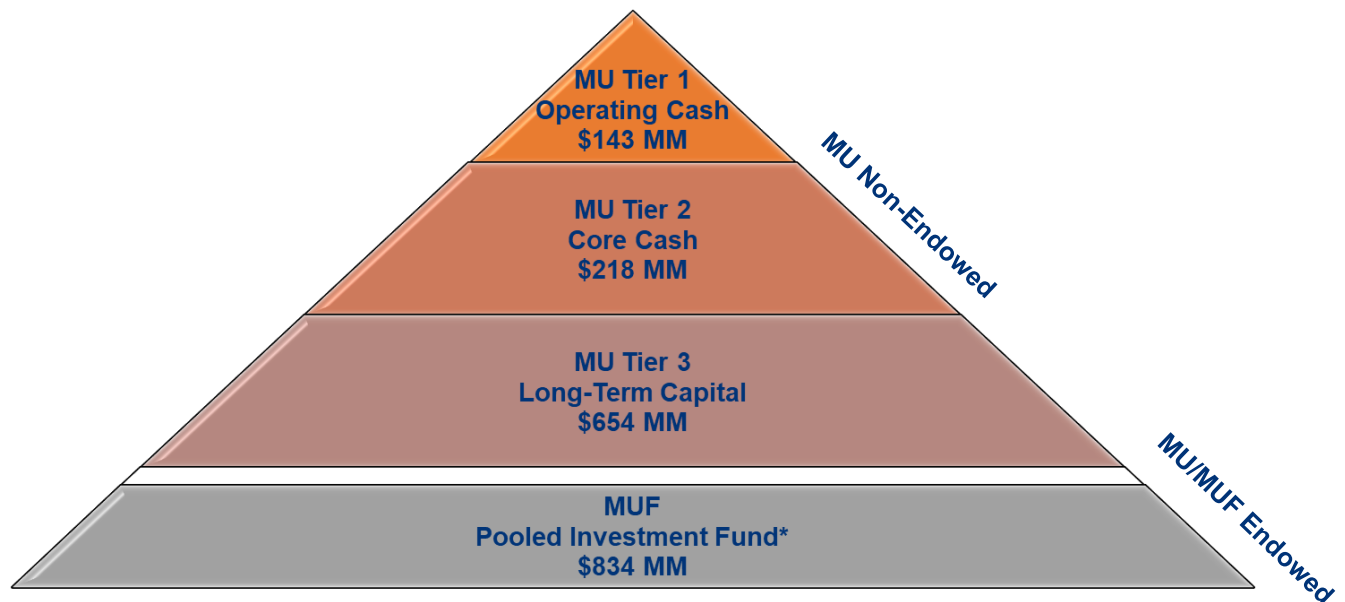 MU Tier 1
Operating Cash
$143 MM
MU Non-Endowed
MU Tier 2
Core Cash
$218 MM
MU Tier 3
Long-Term Capital
$654 MM
MU/MUF Endowed
MUF
Pooled Investment Fund*
$834 MM